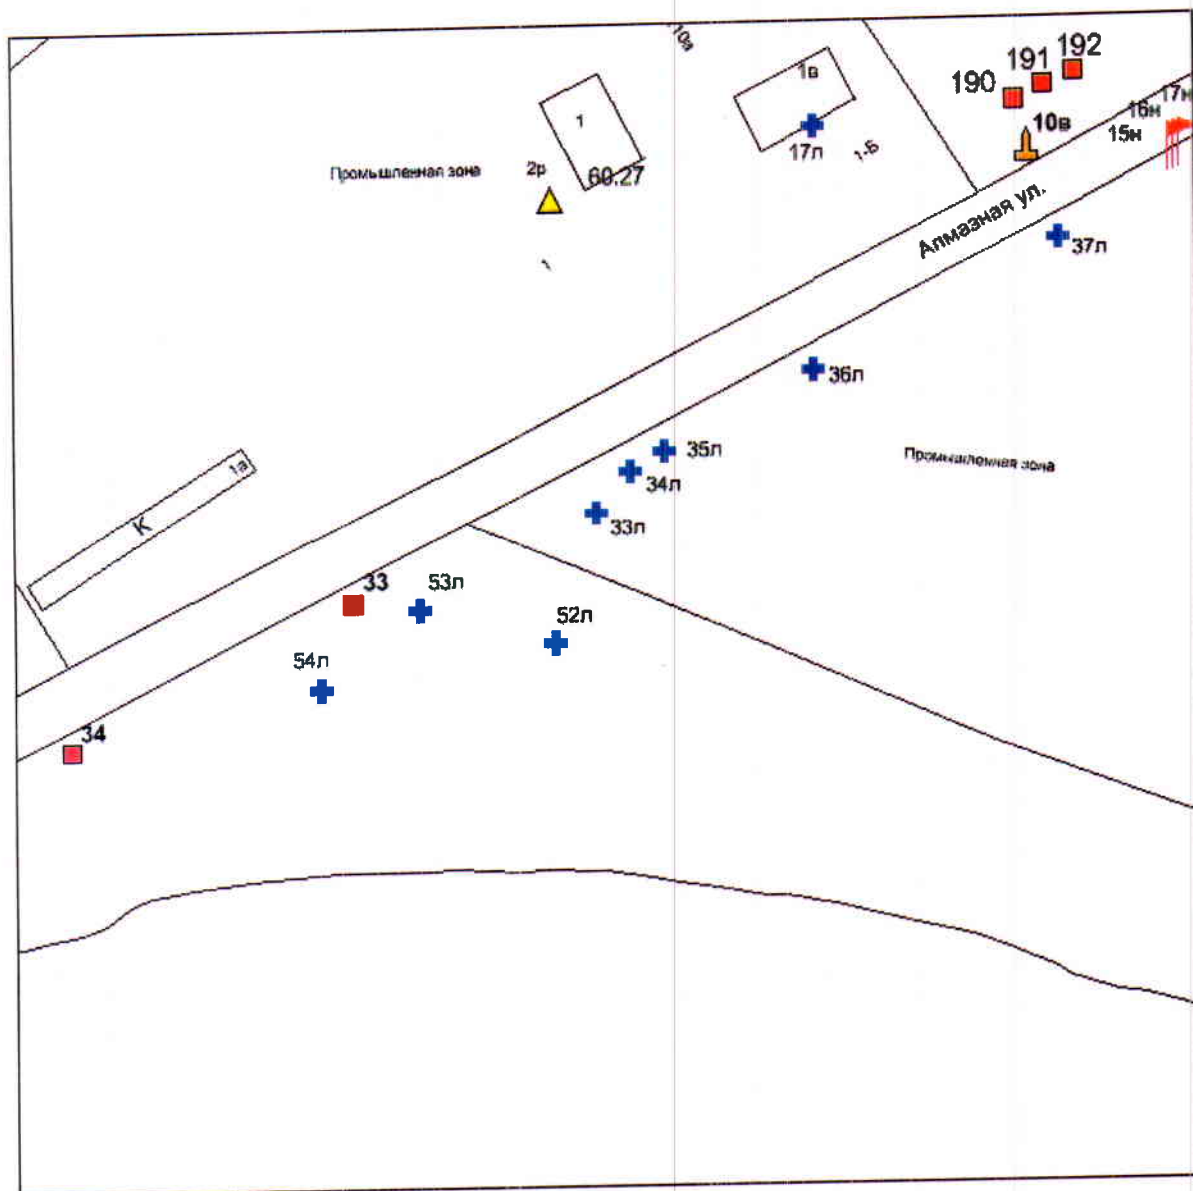 10а
192
191
190
1в
17н
16н
15н
10в
1
17л
1-Б
Промышленная зона
2р
60.27
Алмазная ул.
37л
1
36л
35л
Промышленная зона
1а
34л
К
33л
33
53л
52л
54л
34